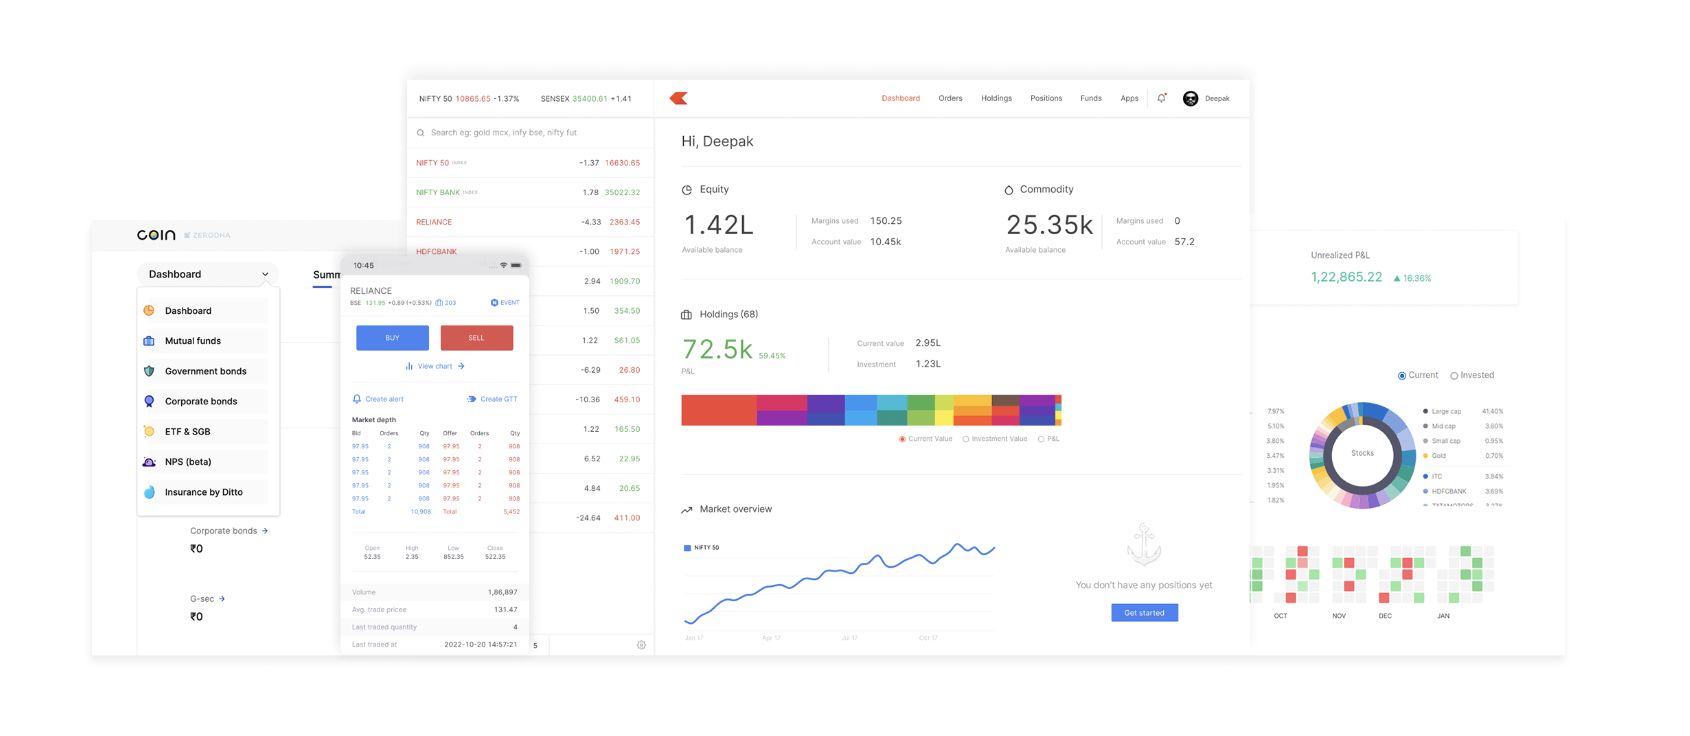 NIFTY 50 10865.65 -1.37% SENSEX 35400.61 +1.41
Dashboard Orders Holdings Positions Funds Apps Deepak
Search eg: gold mcx, infy bse, nifty fut
NIFTY 50 INDEX -1.37 16630.65
NIFTY BANK INDEX 1.78 35022.32
RELIANCE -4.33 2363.45
HDFCBANK -1.00 1971.25
2.94 1909.70
1.50 354.50
1.22 561.05
-6.29 26.80
-10.36 459.10
1.22 165.50
6.52 22.95
4.84 20.65
-24.64 411.00
5
Hi, Deepak
Equity
1.42L
Available balance
Margins used 150.25
Account value 10.45k
Commodity
25.35k
Available balance
Margins used 0
Account value 57.2
Holdings (68)
72.5k 59.45%
P&L
Current value 2.95L
Investment 1.23L
Current Value Investment Value P&L
Market overview
NIFTY 50
Jan 17 Apr 17 Jul 17 Oct 17
You don't have any positions yet
Get started
COIN ZERODHA
Dashboard
Summ
Dashboard
Mutual funds
Government bonds
Corporate bonds
ETF & SGB
NPS (beta)
Insurance by Ditto
Corporate bonds →
₹0
G-sec →
₹0
10:45
RELIANCE
BSE 131.95 +0.69 (+0.53%) 203 EVENT
BUY SELL
View chart →
Create alert Create GTT
Market depth
Bid Orders Qty Offer Orders Qty
97.95 2 908 97.95 2 908
97.95 2 908 97.95 2 908
97.95 2 908 97.95 2 908
97.95 2 908 97.95 2 908
97.95 2 908 97.95 2 908
Total 10,908 Total 5,452
Open High Low Close
52.35 2.35 852.35 522.35
Volume 1,86,897
Avg. trade pricee 131.47
Last traded quantity 4
Last traded at 2022-10-20 14:57:21
Unrealized P&L
1,22,865.22 ▲ 16.36%
Current Invested
7.97%
5.10%
3.80%
3.47%
3.31%
1.95%
1.82%
Stocks
Large cap 41.40%
Mid cap 3.60%
Small cap 0.95%
Gold 0.70%
ITC 3.84%
HDFCBANK 3.69%
TATAMOTORS
OCT NOV DEC JAN